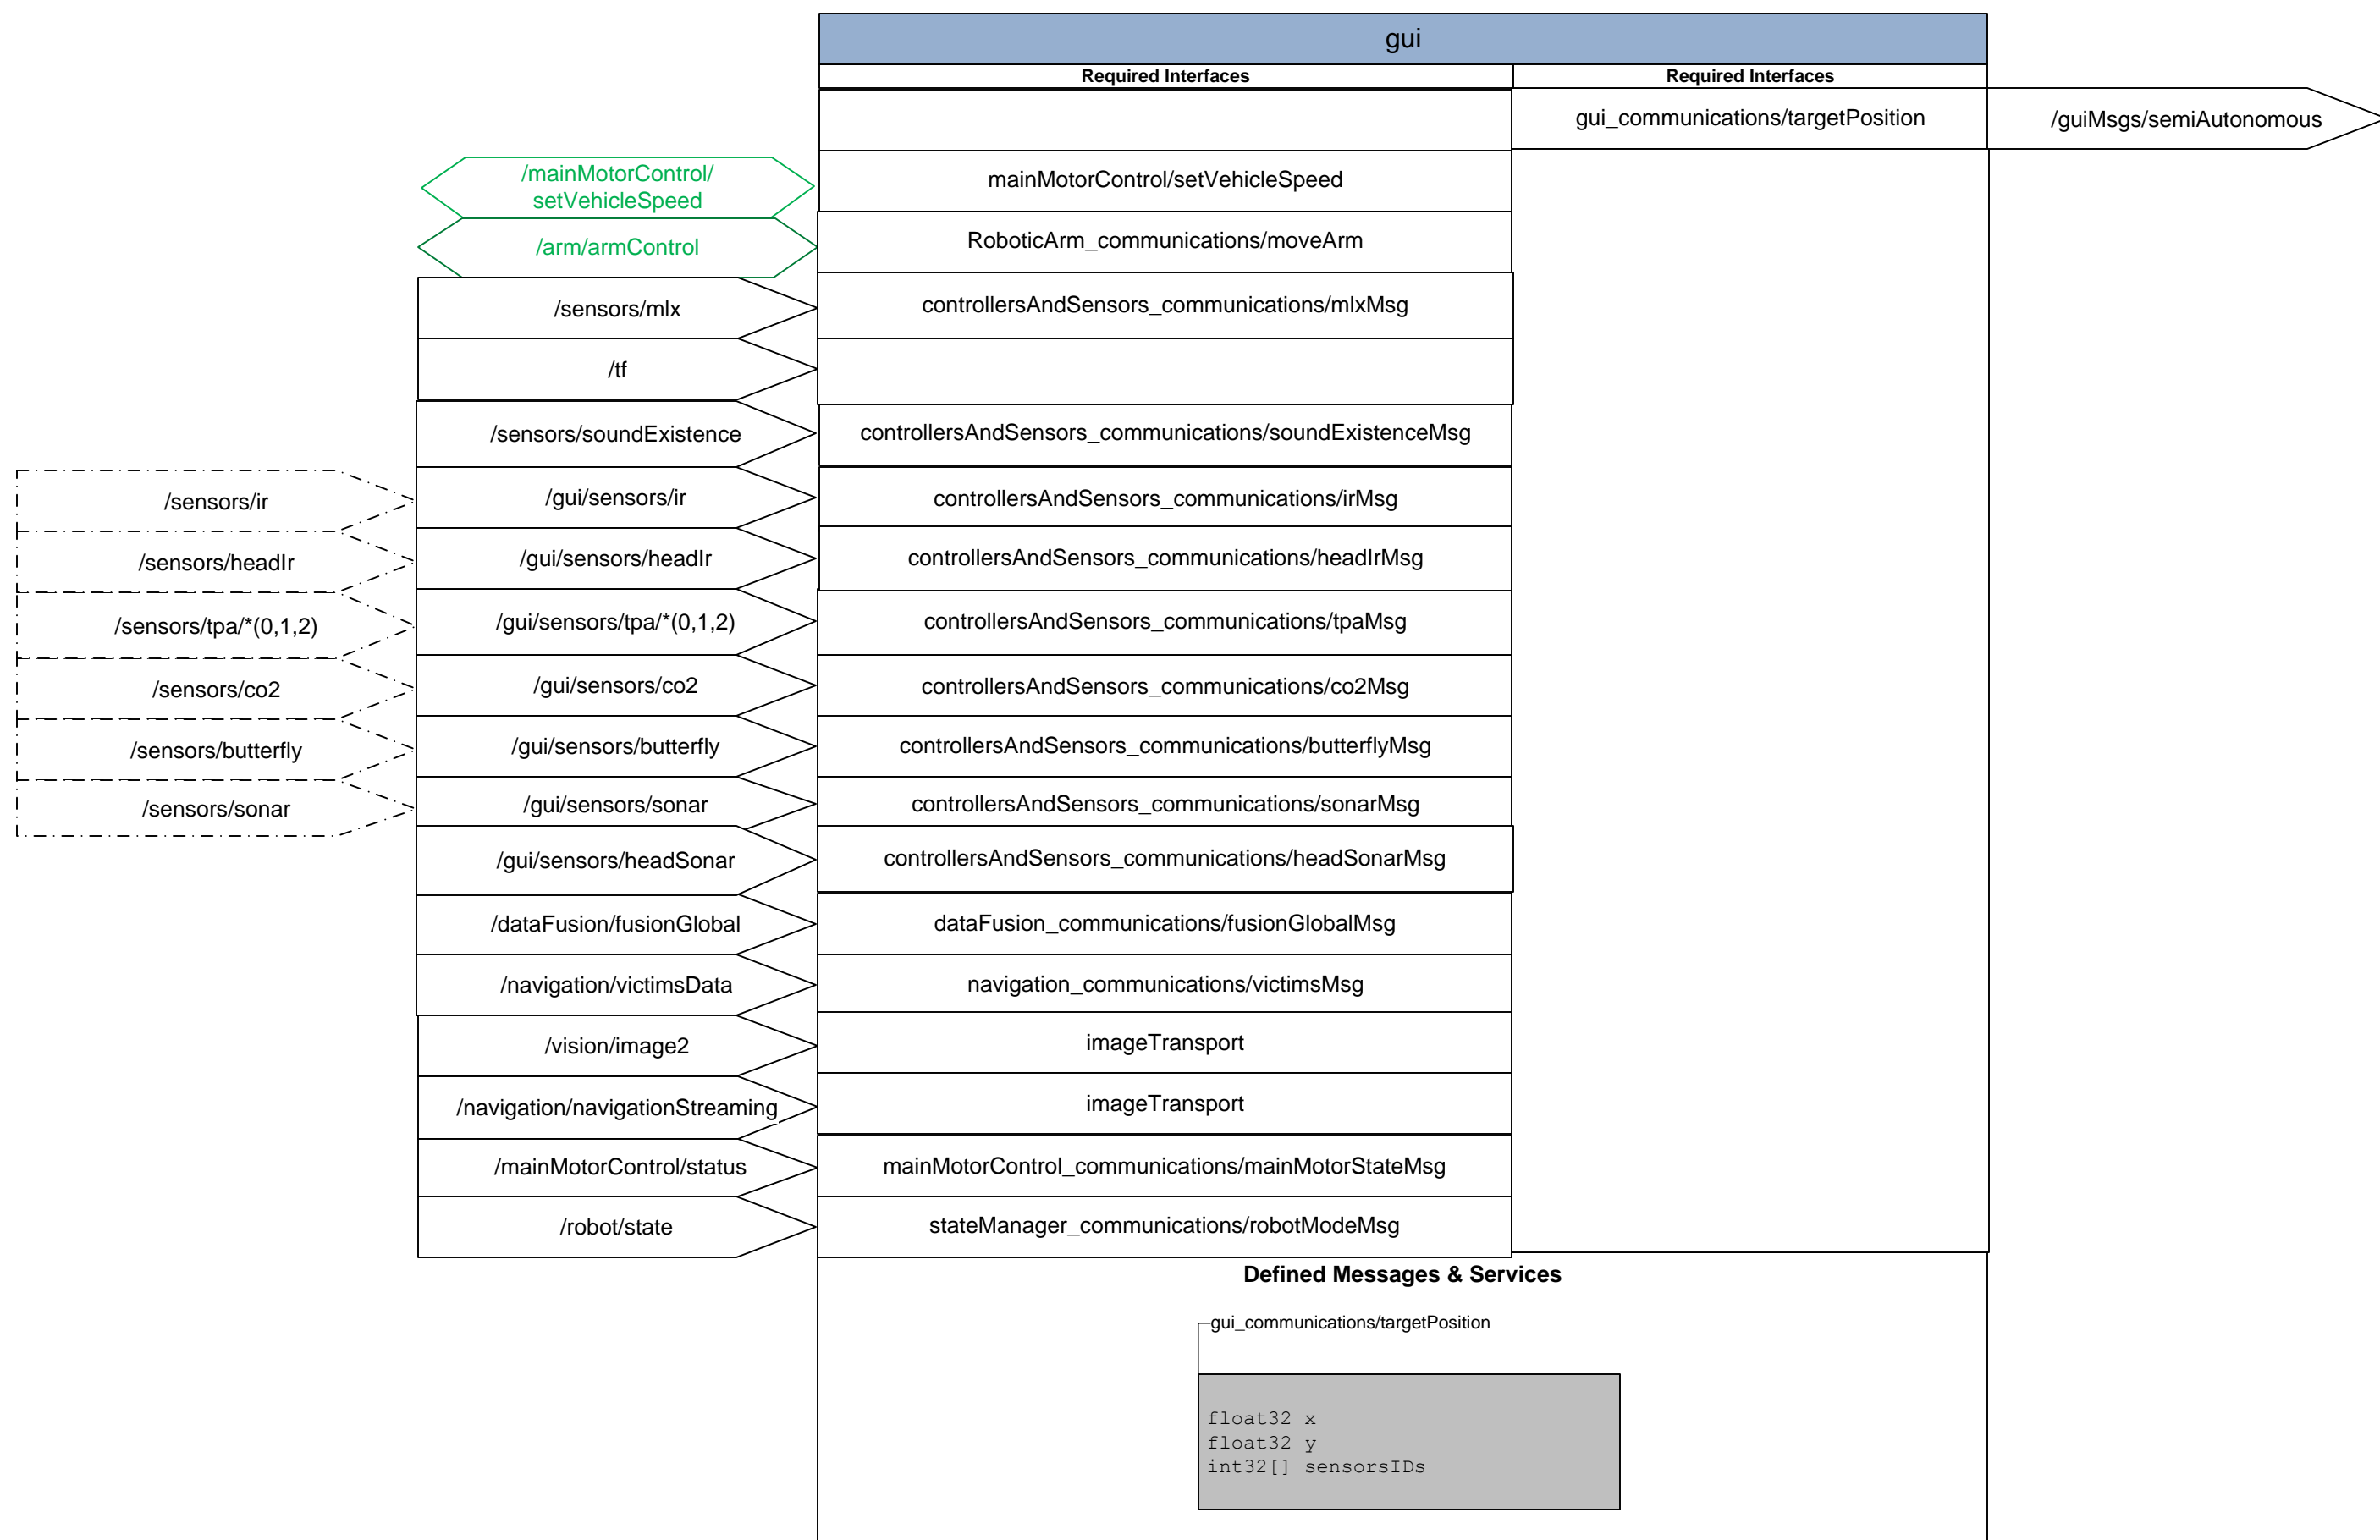 gui
Required Interfaces
Required Interfaces
gui_communications/targetPosition
/guiMsgs/semiAutonomous
/mainMotorControl/
setVehicleSpeed
mainMotorControl/setVehicleSpeed
/arm/armControl
RoboticArm_communications/moveArm
/sensors/mlx
controllersAndSensors_communications/mlxMsg
/tf
/sensors/soundExistence
controllersAndSensors_communications/soundExistenceMsg
/sensors/ir
/gui/sensors/ir
controllersAndSensors_communications/irMsg
/sensors/headIr
/gui/sensors/headIr
controllersAndSensors_communications/headIrMsg
/sensors/tpa/*(0,1,2)
/gui/sensors/tpa/*(0,1,2)
controllersAndSensors_communications/tpaMsg
/sensors/co2
/gui/sensors/co2
controllersAndSensors_communications/co2Msg
/sensors/butterfly
/gui/sensors/butterfly
controllersAndSensors_communications/butterflyMsg
/sensors/sonar
/gui/sensors/sonar
controllersAndSensors_communications/sonarMsg
/gui/sensors/headSonar
controllersAndSensors_communications/headSonarMsg
/dataFusion/fusionGlobal
dataFusion_communications/fusionGlobalMsg
/navigation/victimsData
navigation_communications/victimsMsg
/vision/image2
imageTransport
/navigation/navigationStreaming
imageTransport
/mainMotorControl/status
mainMotorControl_communications/mainMotorStateMsg
/robot/state
stateManager_communications/robotModeMsg
Defined Messages & Services
gui_communications/targetPosition
float32 x
float32 y
int32[] sensorsIDs